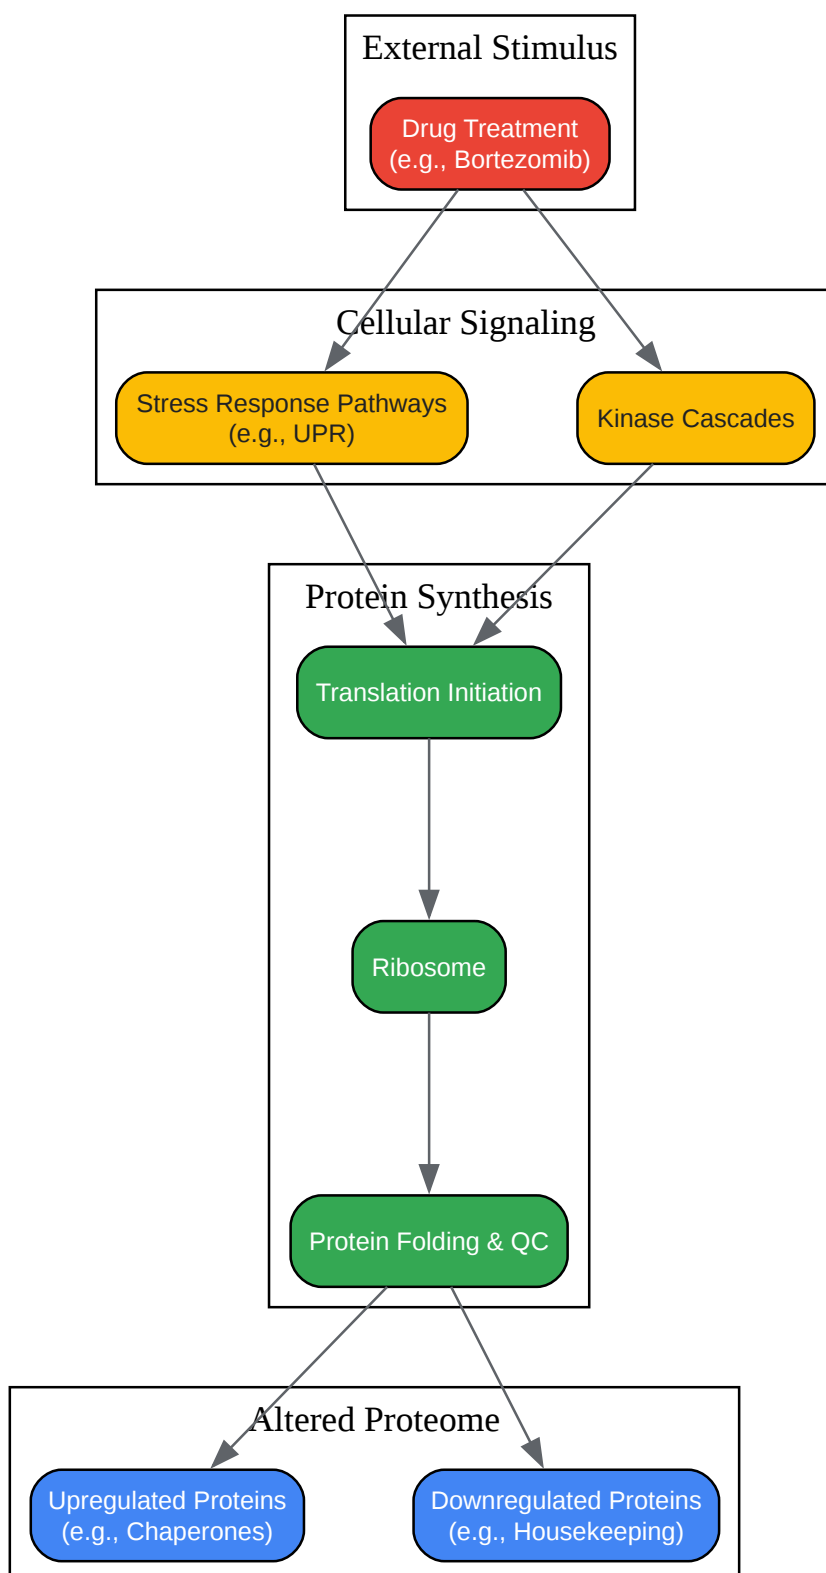 External Stimulus
Drug Treatment
(e.g., Bortezomib)
Cellular Signaling
Stress Response Pathways
(e.g., UPR)
Kinase Cascades
Protein Synthesis
Translation Initiation
Ribosome
Protein Folding & QC
Altered Proteome
Upregulated Proteins
(e.g., Chaperones)
Downregulated Proteins
(e.g., Housekeeping)